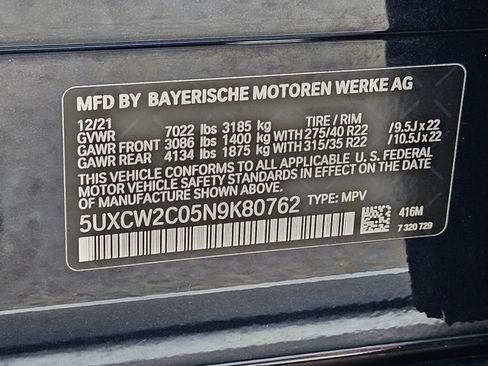 MFD BY BAYERISCHE MOTOREN WERKE AG
12/21 TIRE / RIM
GVWR 7022 lbs 3185 kg
GAWR FRONT 3086 lbs 1400 kg WITH 275/40 R22 / 9.5J x 22
GAWR REAR 4134 lbs 1875 kg WITH 315/35 R22 / 10.5J x 22
THIS VEHICLE CONFORMS TO ALL APPLICABLE U.S. FEDERAL
MOTOR VEHICLE SAFETY STANDARDS IN EFFECT ON THE DATE
OF MANUFACTURE SHOWN ABOVE.
5UXCW2C05N9K80762 TYPE: MPV
416M
7 320 729